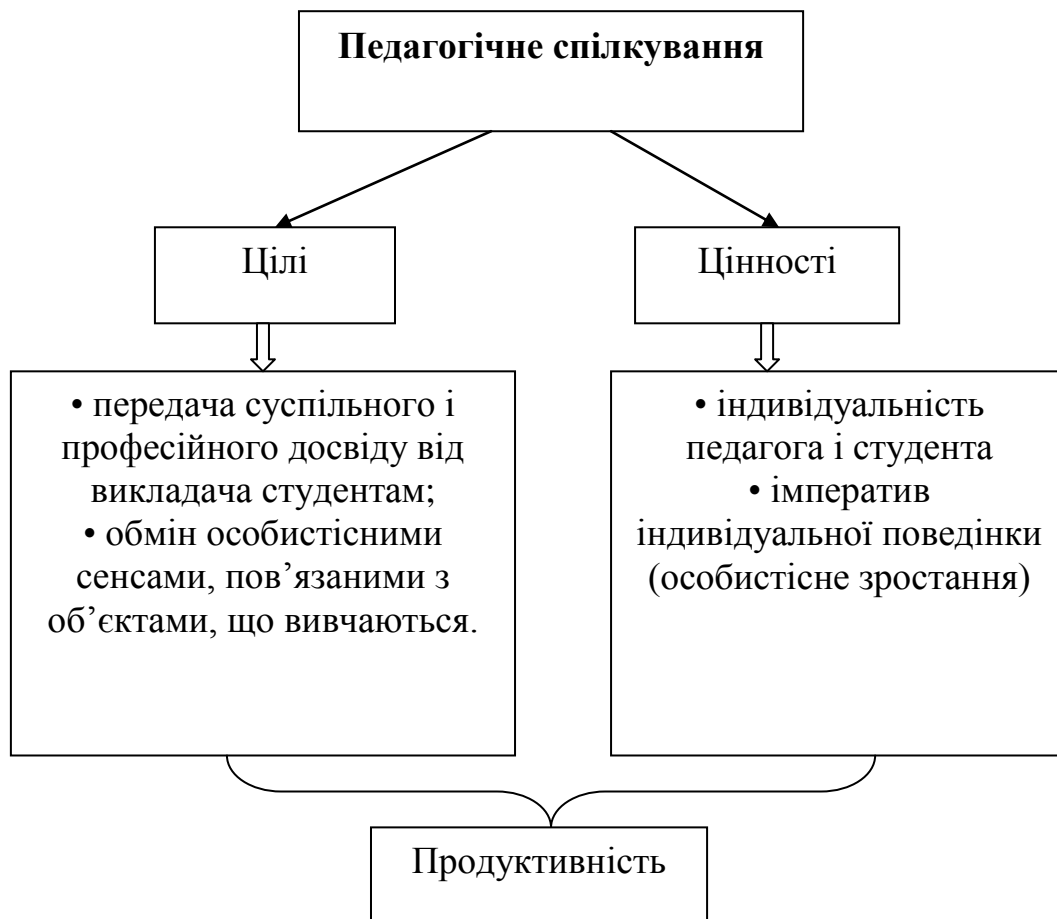 Педагогічне спілкування
Цілі
Цінності
• передача суспільного і
професійного досвіду від
викладача студентам;
• обмін особистісними
сенсами, пов’язаними з
об’єктами, що вивчаються.
• індивідуальність
педагога і студента
• імператив
індивідуальної поведінки
(особистісне зростання)
Продуктивність